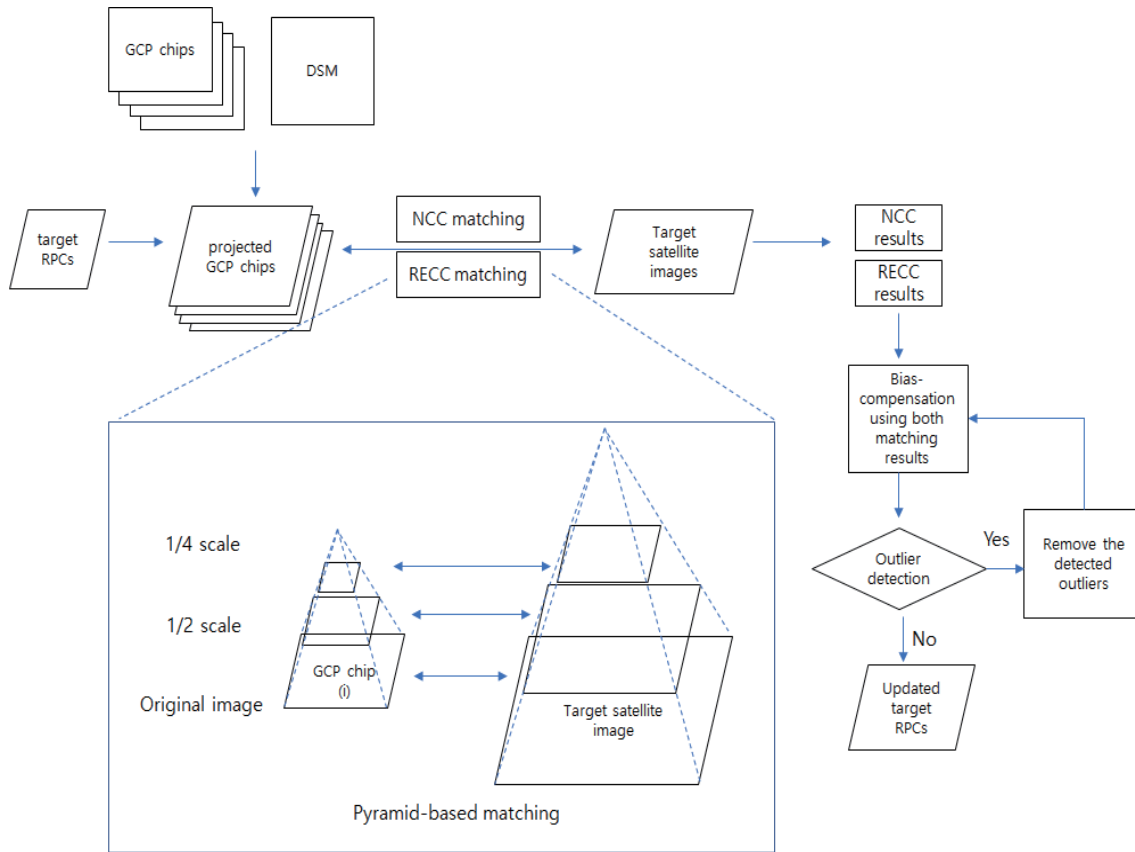 GCP chips
DSM
target
RPCs
projected
GCP chips
NCC matching
RECC matching
Target
satellite
images
NCC
results
RECC
results
Bias-
compensation
using both
matching
results
Outlier
detection
Yes
Remove the
detected
outliers
No
Updated
target
RPCs
1/4 scale
1/2 scale
Original image
GCP chip
(i)
Target satellite
image
Pyramid-based matching